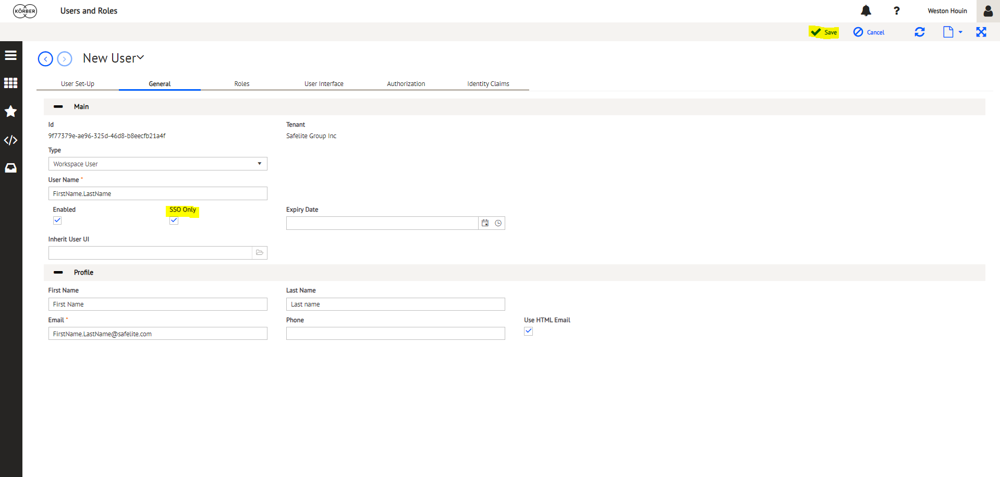 KÖRBER
Users and Roles
?
Weston Houin
Save
Cancel
New User
User Set-Up
General
Roles
User Interface
Authorization
Identity Claims
Main
Id
Tenant
9f77379e-ae96-325d-46d8-b8eecfb21a4f
Safelite Group Inc
Type
Workspace User
User Name *
FirstName.LastName
Enabled
SSO Only
Expiry Date
Inherit User UI
Profile
First Name
Last Name
First Name
Last name
Email *
Phone
Use HTML Email
FirstName.LastName@safelite.com